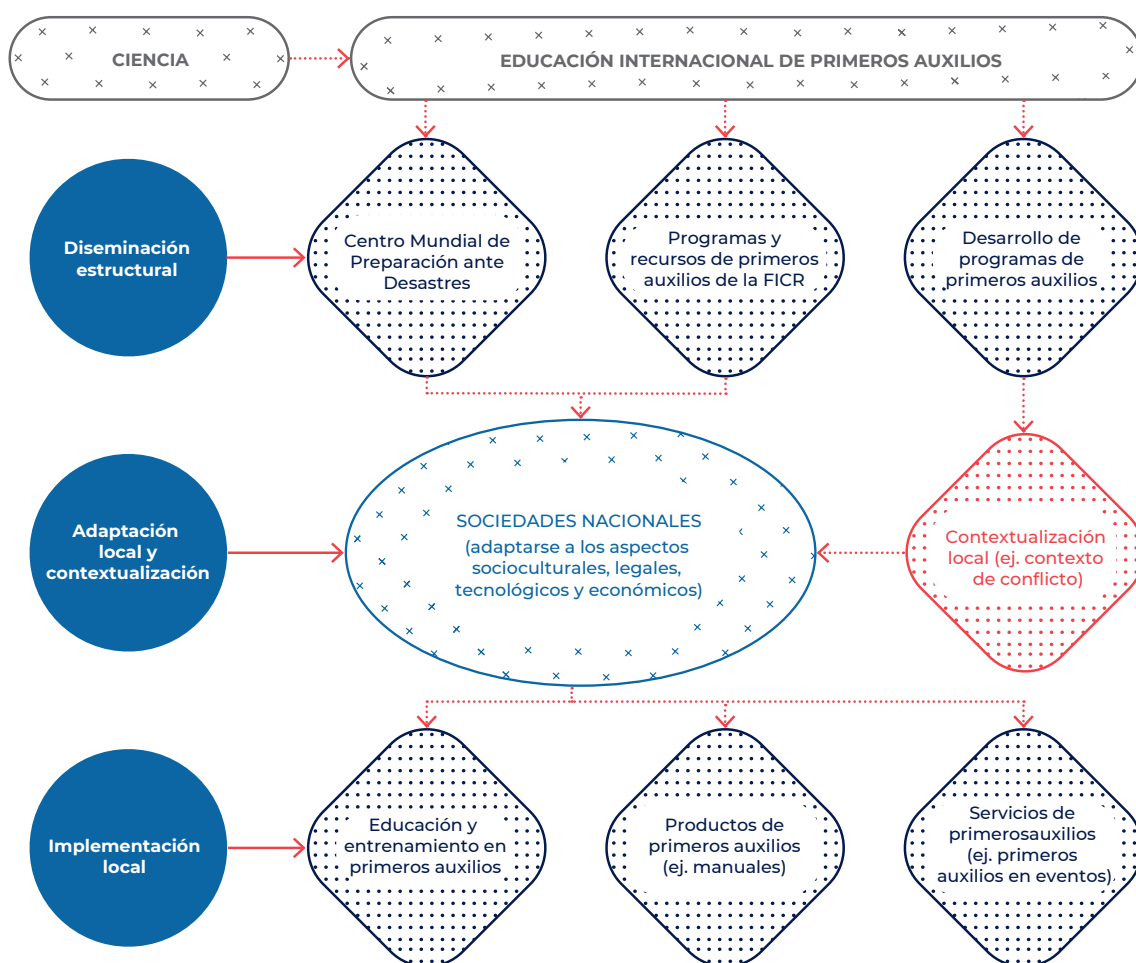 CIENCIA
EDUCACIÓN INTERNACIONAL DE PRIMEROS AUXILIOS
Diseminación
estructural
Centro Mundial de
Preparación ante
Desastres
Programas y
recursos de primeros
auxilios de la FICR
Desarrollo de
programas de
primeros auxilios
Adaptación
local y
contextualización
SOCIEDADES NACIONALES
(adaptarse a los aspectos
socioculturales, legales,
tecnológicos y económicos)
Contextualización
local (ej. contexto
de conflicto)
Implementación
local
Educación y
entrenamiento en
primeros auxilios
Productos de
primeros auxilios
(ej. manuales)
Servicios de
primerosauxilios
(ej. primeros
auxilios en eventos)